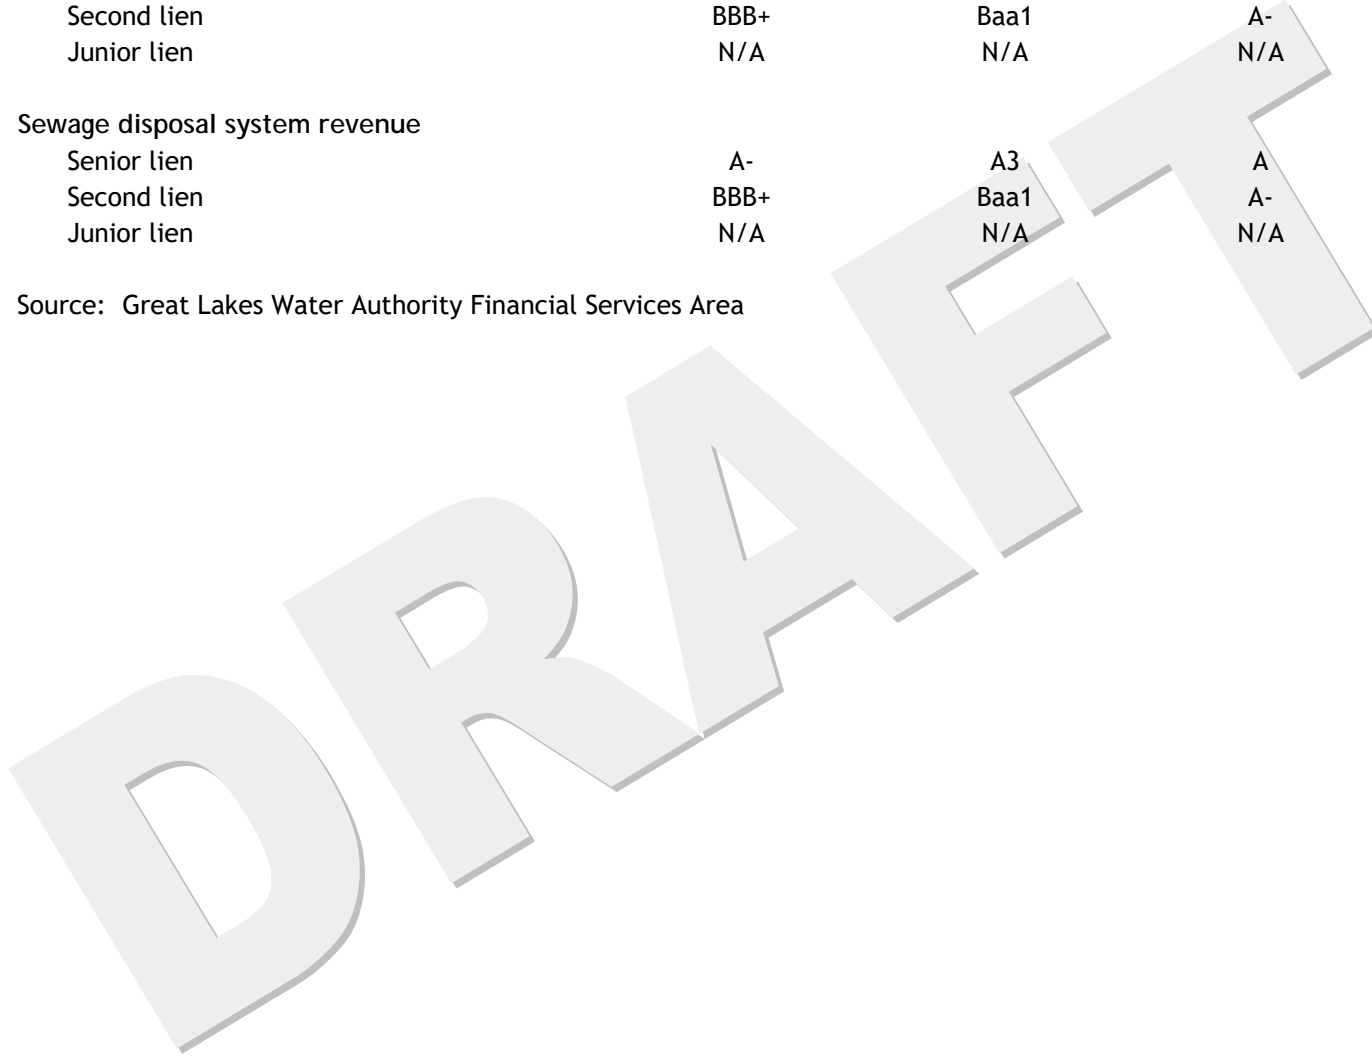 Second lien BBB+ Baa1 A-
Junior lien N/A N/A N/A
Sewage disposal system revenue
Senior lien A- A3 A
Second lien BBB+ Baa1 A-
Junior lien N/A N/A N/A
Source: Great Lakes Water Authority Financial Services Area
DRAFT